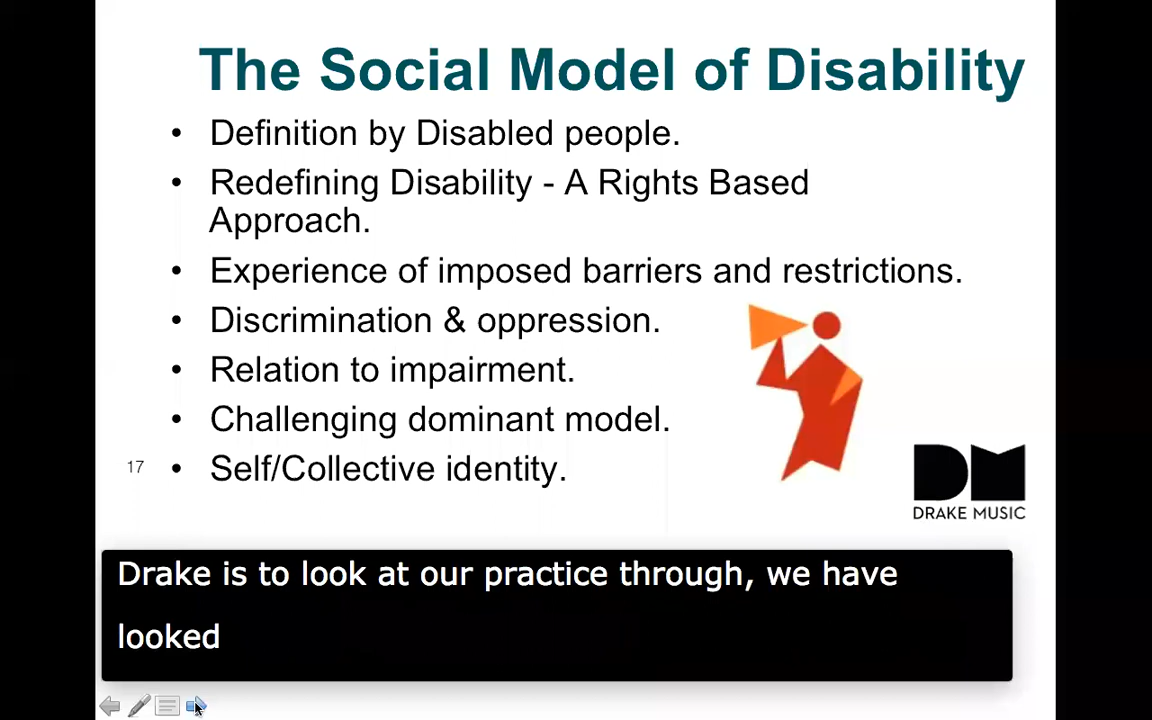 The Social Model of Disability
• Definition by Disabled people.
• Redefining Disability - A Rights Based
Approach.
• Experience of imposed barriers and restrictions.
• Discrimination & oppression.
• Relation to impairment.
• Challenging dominant model.
17
• Self/Collective identity.
DM
DRAKE MUSIC
Drake is to look at our practice through, we have
looked